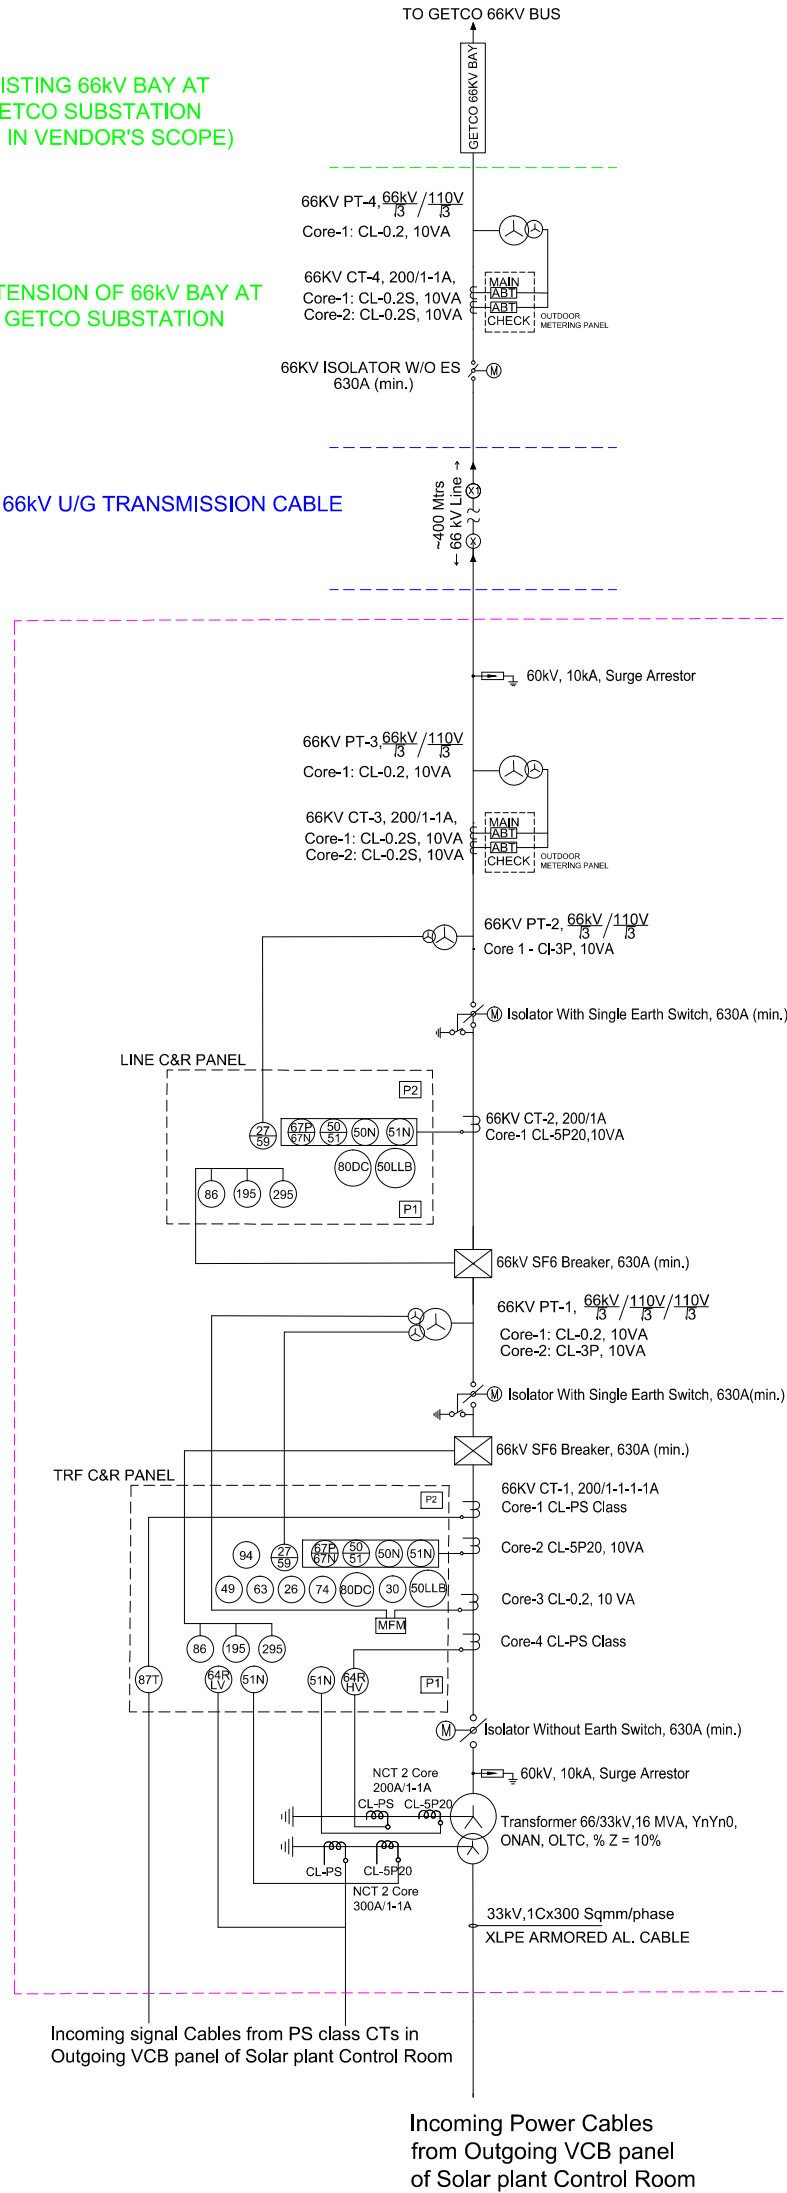 TO GETCO 66KV BUS
GETCO 66KV BAY
ISTING 66kV BAY AT
ETCO SUBSTATION
IN VENDOR'S SCOPE)
66KV PT-4, 66kV/√3 / 110V/√3
Core-1: CL-0.2, 10VA
TENSION OF 66kV BAY AT
GETCO SUBSTATION
66KV CT-4, 200/1-1A,
Core-1: CL-0.2S, 10VA
Core-2: CL-0.2S, 10VA
MAIN
ABT
ABT
CHECK
OUTDOOR
METERING PANEL
66KV ISOLATOR W/O ES
630A (min.)
M
66kV U/G TRANSMISSION CABLE
~400 Mtrs
← 66 kV Line →
X1
X
60kV, 10kA, Surge Arrestor
66KV PT-3, 66kV/√3 / 110V/√3
Core-1: CL-0.2, 10VA
66KV CT-3, 200/1-1A,
Core-1: CL-0.2S, 10VA
Core-2: CL-0.2S, 10VA
MAIN
ABT
ABT
CHECK
OUTDOOR
METERING PANEL
66KV PT-2, 66kV/√3 / 110V/√3
Core 1 - Cl-3P, 10VA
M Isolator With Single Earth Switch, 630A (min.)
LINE C&R PANEL
P2
27
59
67P
67N
50
51
50N
51N
66KV CT-2, 200/1A
Core-1 CL-5P20,10VA
80DC
50LLB
86
195
295
P1
66kV SF6 Breaker, 630A (min.)
66KV PT-1, 66kV/√3 / 110V/√3 / 110V/√3
Core-1: CL-0.2, 10VA
Core-2: CL-3P, 10VA
M Isolator With Single Earth Switch, 630A(min.)
66kV SF6 Breaker, 630A (min.)
TRF C&R PANEL
P2
66KV CT-1, 200/1-1-1-1A
Core-1 CL-PS Class
94
27
59
67P
67N
50
51
50N
51N
Core-2 CL-5P20, 10VA
49
63
26
74
80DC
30
50LLB
Core-3 CL-0.2, 10 VA
MFM
86
195
295
Core-4 CL-PS Class
87T
64R
LV
51N
51N
64R
HV
P1
M
Isolator Without Earth Switch, 630A (min.)
60kV, 10kA, Surge Arrestor
NCT 2 Core
200A/1-1A
CL-PS
CL-5P20
Transformer 66/33kV,16 MVA, YnYn0,
ONAN, OLTC, % Z = 10%
CL-PS
CL-5P20
NCT 2 Core
300A/1-1A
33kV,1Cx300 Sqmm/phase
XLPE ARMORED AL. CABLE
Incoming signal Cables from PS class CTs in
Outgoing VCB panel of Solar plant Control Room
Incoming Power Cables
from Outgoing VCB panel
of Solar plant Control Room